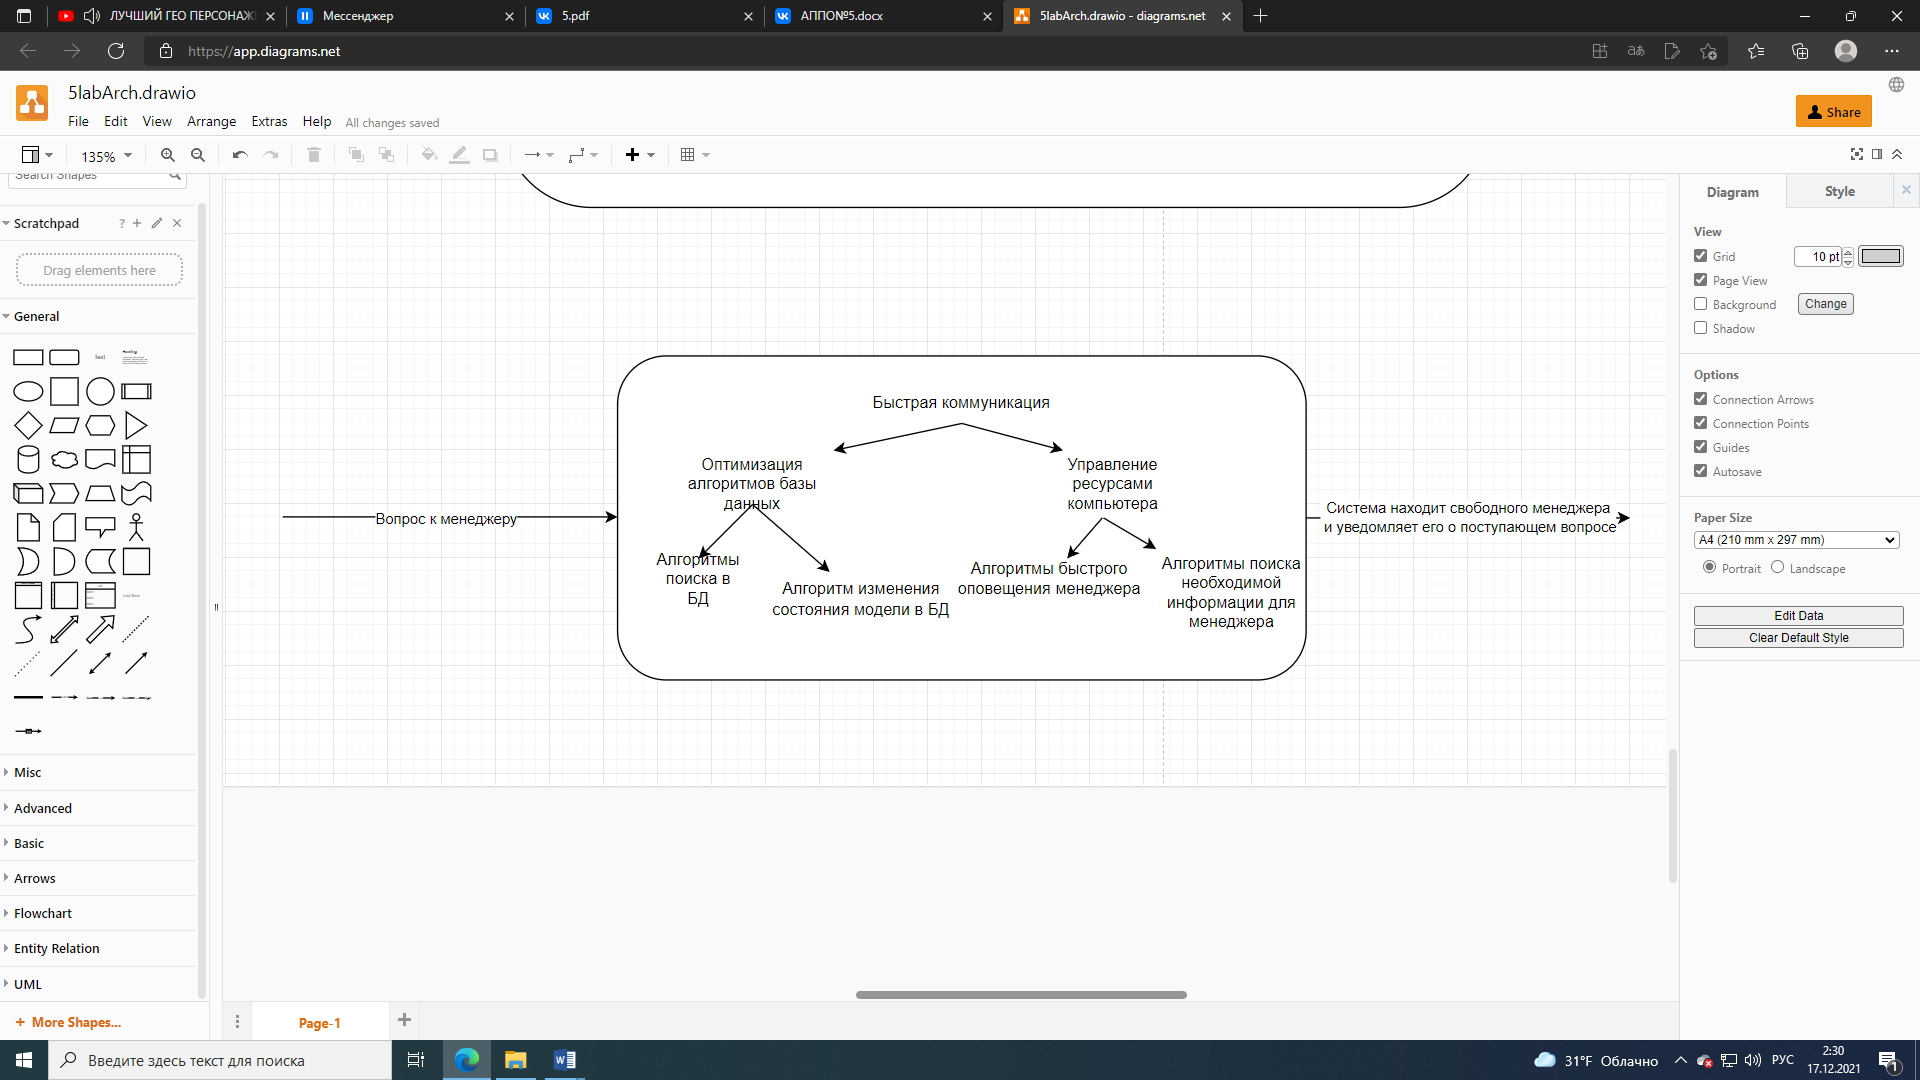 ЛУЧШИЙ ГЕО ПЕРСОНАЖ
Мессенджер
5.pdf
АППО№5.docx
5labArch.drawio - diagrams.net
https://app.diagrams.net
5labArch.drawio
File Edit View Arrange Extras Help All changes saved
Share
135%
Search Shapes
Scratchpad
Drag elements here
General
Text
Heading
Misc
Advanced
Basic
Arrows
Flowchart
Entity Relation
UML
+ More Shapes...
Быстрая коммуникация
Оптимизация
алгоритмов базы
данных
Управление
ресурсами
компьютера
Вопрос к менеджеру
Система находит свободного менеджера
и уведомляет его о поступающем вопросе
Алгоритмы
поиска в
БД
Алгоритм изменения
состояния модели в БД
Алгоритмы быстрого
оповещения менеджера
Алгоритмы поиска
необходимой
информации для
менеджера
Page-1
Diagram
Style
View
Grid
10 pt
Page View
Background
Change
Shadow
Options
Connection Arrows
Connection Points
Guides
Autosave
Paper Size
A4 (210 mm x 297 mm)
Portrait
Landscape
Edit Data
Clear Default Style
Введите здесь текст для поиска
31°F Облачно
РУС
2:30
17.12.2021
1